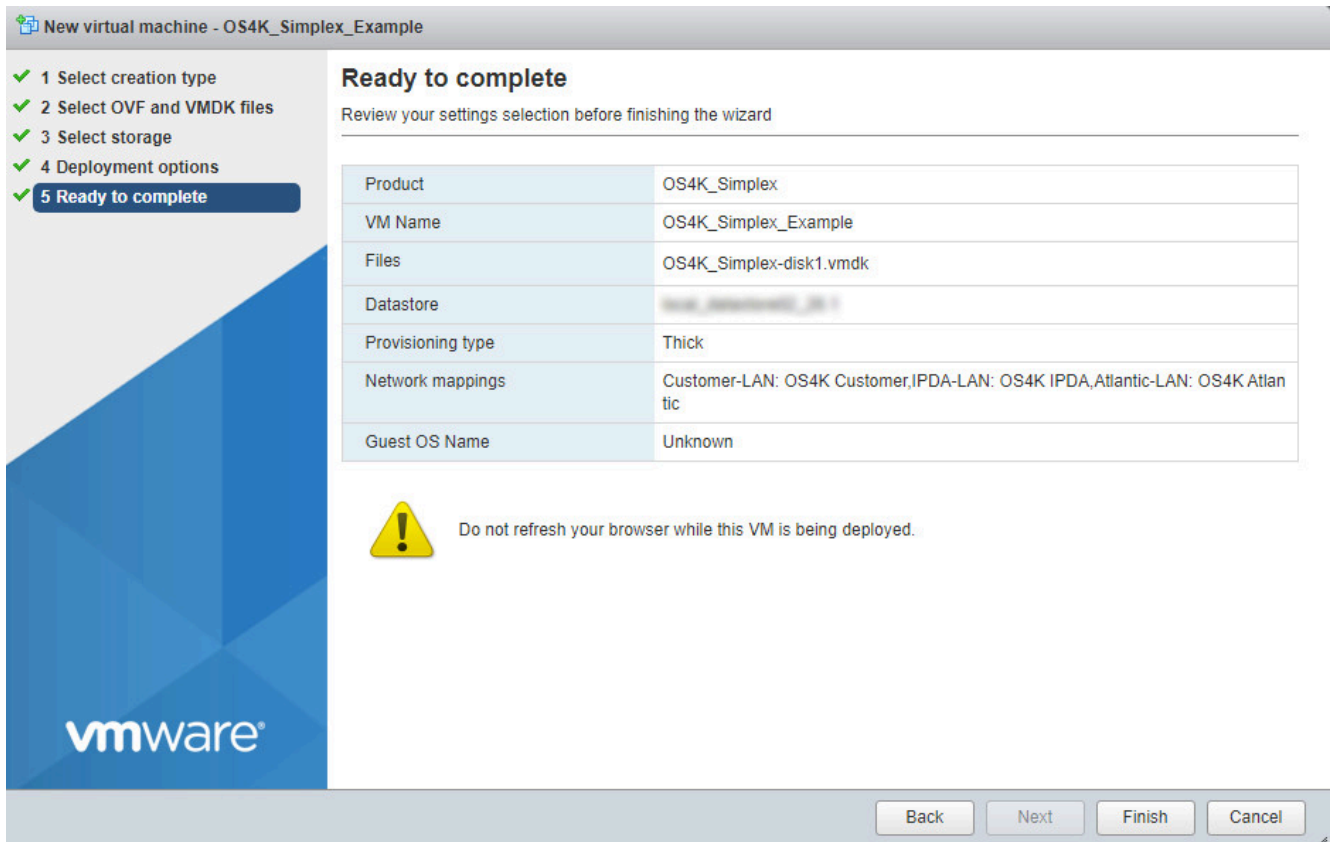 New virtual machine - OS4K_Simplex_Example
1 Select creation type
2 Select OVF and VMDK files
3 Select storage
4 Deployment options
5 Ready to complete
Ready to complete
Review your settings selection before finishing the wizard
Product OS4K_Simplex
VM Name OS4K_Simplex_Example
Files OS4K_Simplex-disk1.vmdk
Datastore
Provisioning type Thick
Network mappings Customer-LAN: OS4K Customer,IPDA-LAN: OS4K IPDA,Atlantic-LAN: OS4K Atlan
tic
Guest OS Name Unknown
Do not refresh your browser while this VM is being deployed.
vmware®
Back Next Finish Cancel